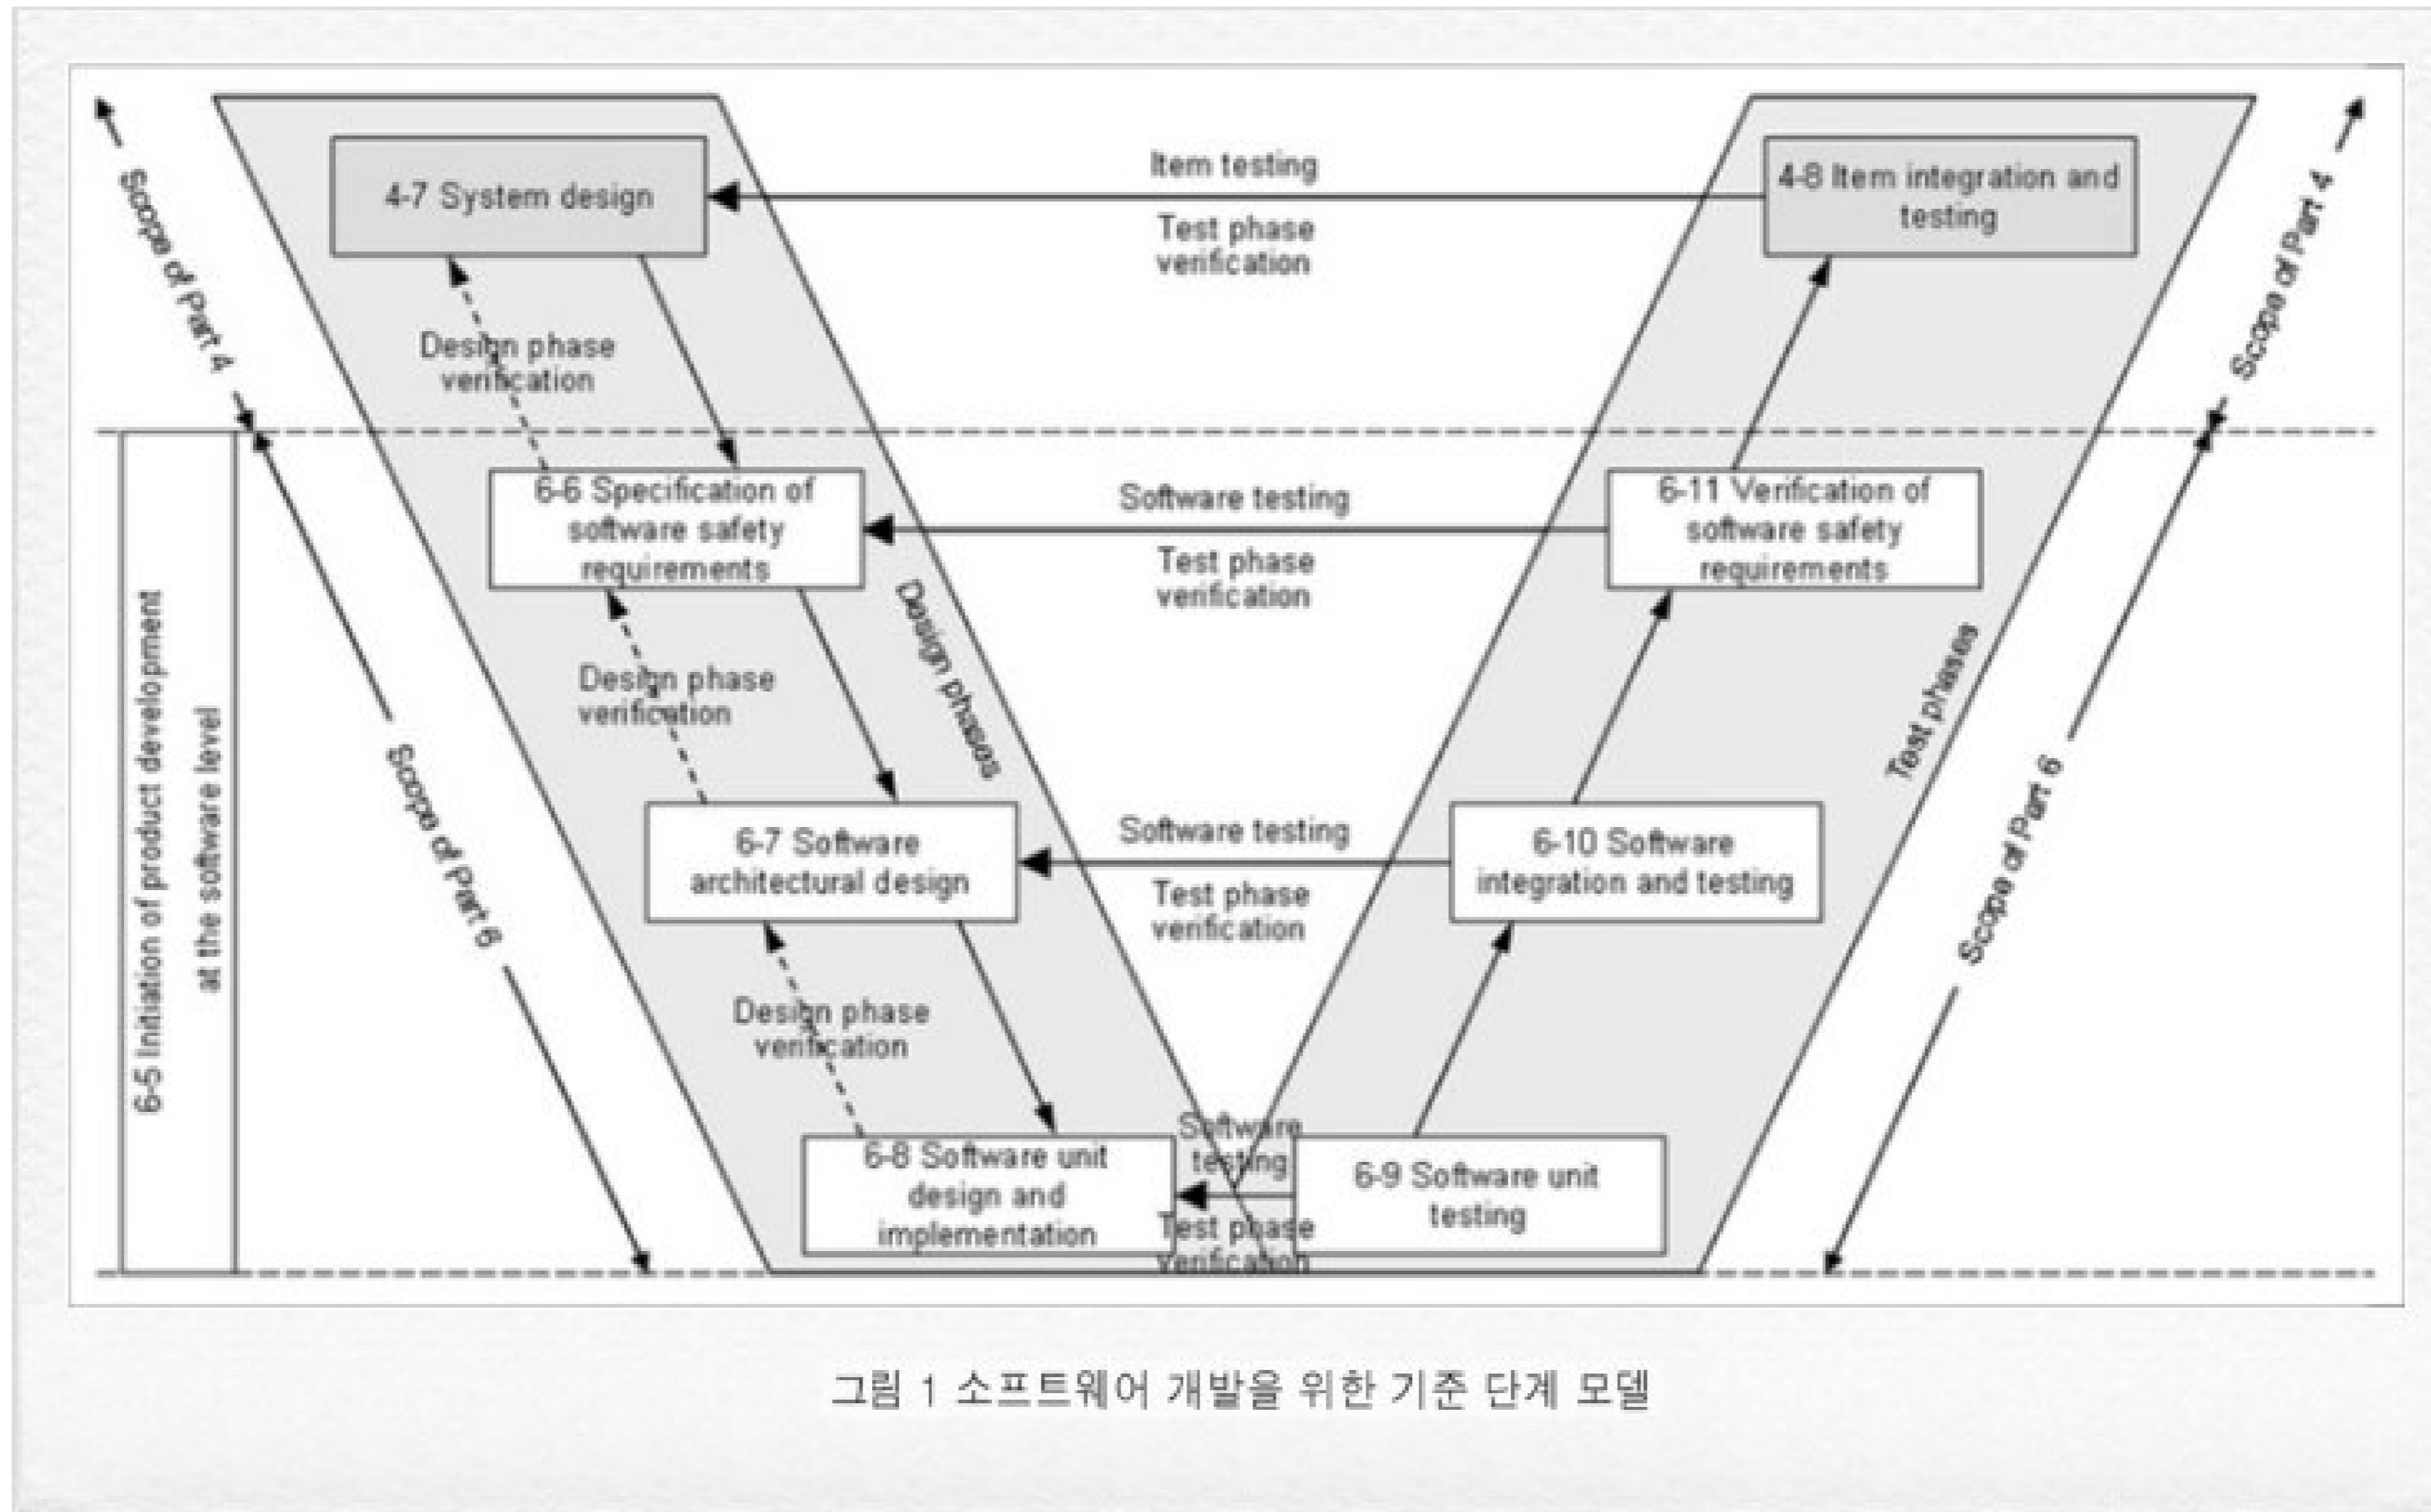 Item testing
4-7 System design
4-8 Item integration and
testing
Test phase
verification
Scope of Part 4
Scope of Part 4
Design phase
verification
6-6 Specification of
software safety
requirements
Software testing
Test phase
verification
6-11 Verification of
software safety
requirements
Design phases
Test phases
6-5 Initiation of product development
at the software level
Design phase
verification
Scope of Part 6
Scope of Part 6
6-7 Software
architectural design
Software testing
Test phase
verification
6-10 Software
integration and testing
Design phase
verification
6-8 Software unit
design and
implementation
Software
testing
Test phase
verification
6-9 Software unit
testing
그림 1 소프트웨어 개발을 위한 기준 단계 모델